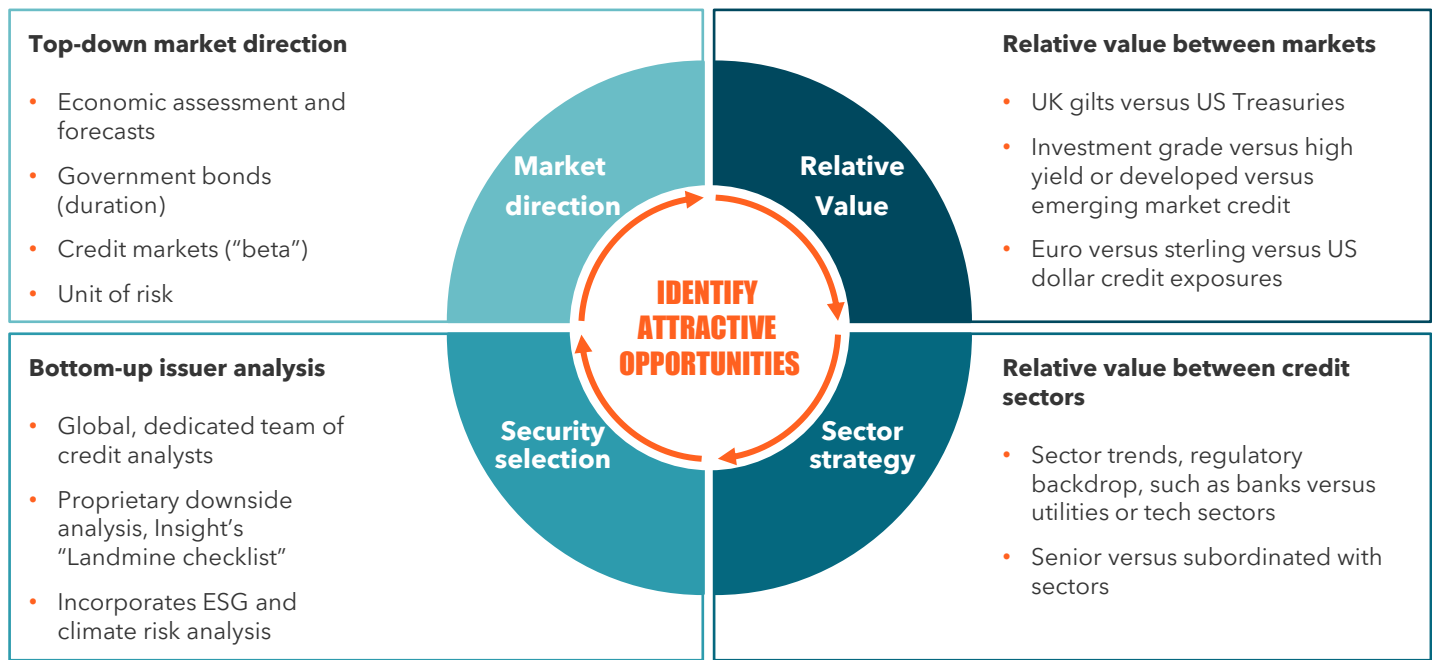 Top-down market direction
• Economic assessment and
forecasts
• Government bonds
(duration)
• Credit markets (“beta”)
• Unit of risk
Market
direction
Relative value between markets
• UK gilts versus US Treasuries
• Investment grade versus high
yield or developed versus
emerging market credit
• Euro versus sterling versus US
dollar credit exposures
Relative
Value
IDENTIFY
ATTRACTIVE
OPPORTUNITIES
Bottom-up issuer analysis
• Global, dedicated team of
credit analysts
• Proprietary downside
analysis, Insight’s
“Landmine checklist”
• Incorporates ESG and
climate risk analysis
Security
selection
Relative value between credit
sectors
• Sector trends, regulatory
backdrop, such as banks versus
utilities or tech sectors
• Senior versus subordinated with
sectors
Sector
strategy